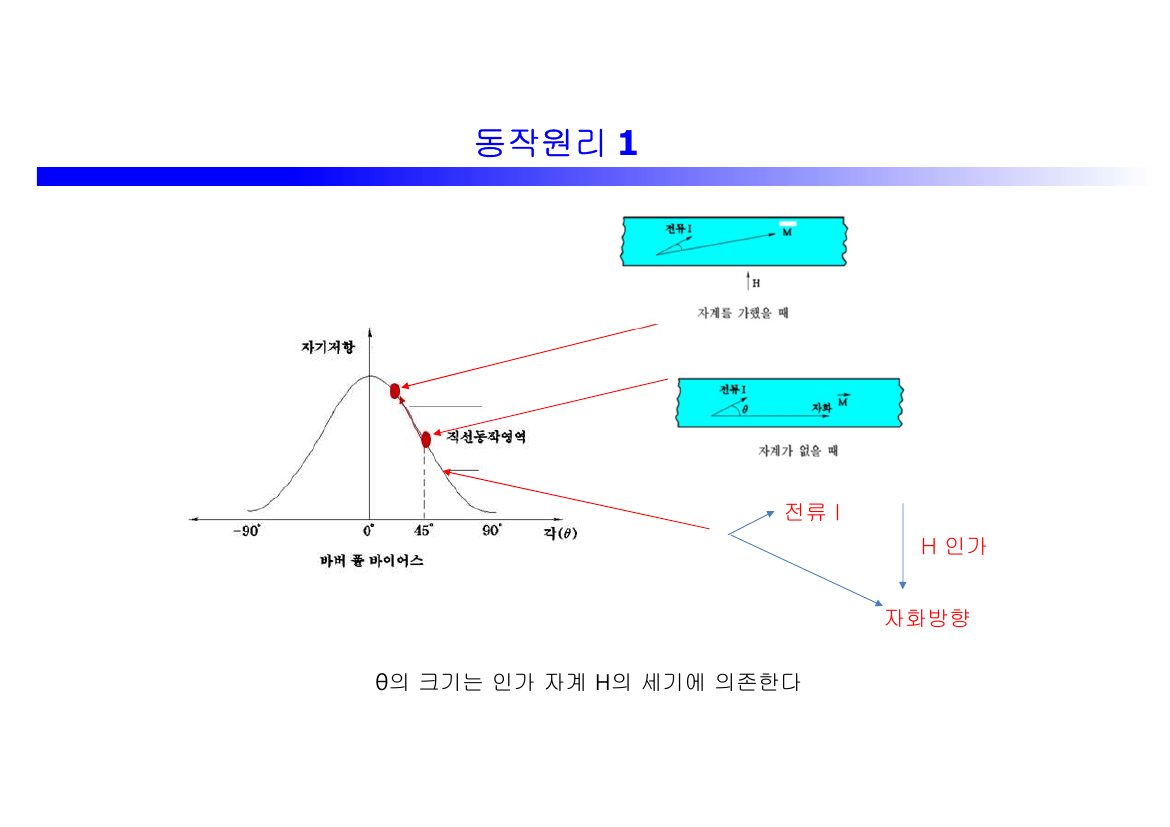 동작원리 1
전류 I
M
H
자계를 가했을 때
자기저항
전류 I
θ
자화
M
직선동작영역
자계가 없을 때
-90° 0° 45° 90° 각(θ)
바버 폴 바이어스
전류 I
H 인가
자화방향
θ의 크기는 인가 자계 H의 세기에 의존한다